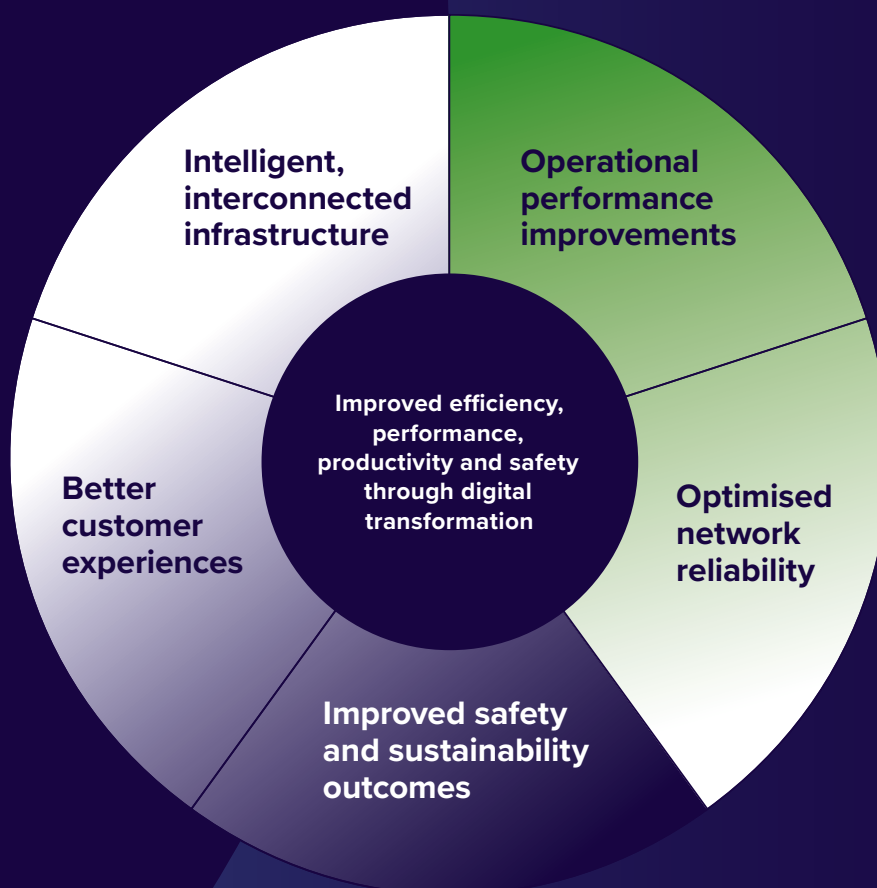 Intelligent,
interconnected
infrastructure
Operational
performance
improvements
Improved efficiency,
performance,
productivity and safety
through digital
transformation
Better
customer
experiences
Optimised
network
reliability
Improved safety
and sustainability
outcomes